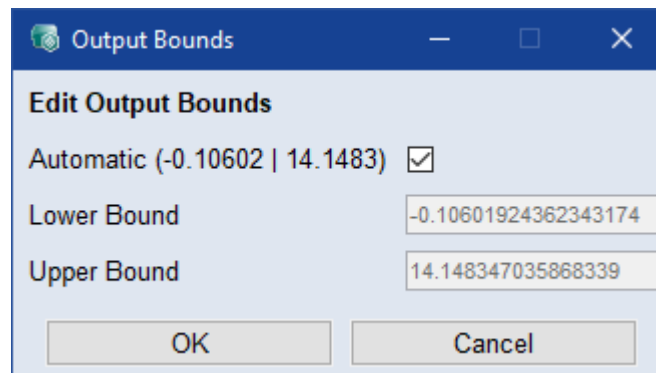 Output Bounds
Edit Output Bounds
Automatic (-0.10602 | 14.1483)
Lower Bound -0.10601924362343174
Upper Bound 14.148347035868339
OK Cancel